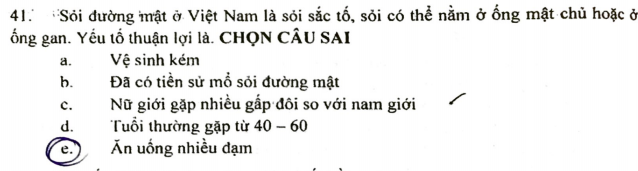 41. Sỏi đường mật ở Việt Nam là sỏi sắc tố, sỏi có thể nằm ở ống mật chủ hoặc ở
ống gan. Yếu tố thuận lợi là. CHỌN CÂU SAI
a. Vệ sinh kém
b. Đã có tiền sử mổ sỏi đường mật
c. Nữ giới gặp nhiều gấp đôi so với nam giới
d. Tuổi thường gặp từ 40 – 60
e. Ăn uống nhiều đạm